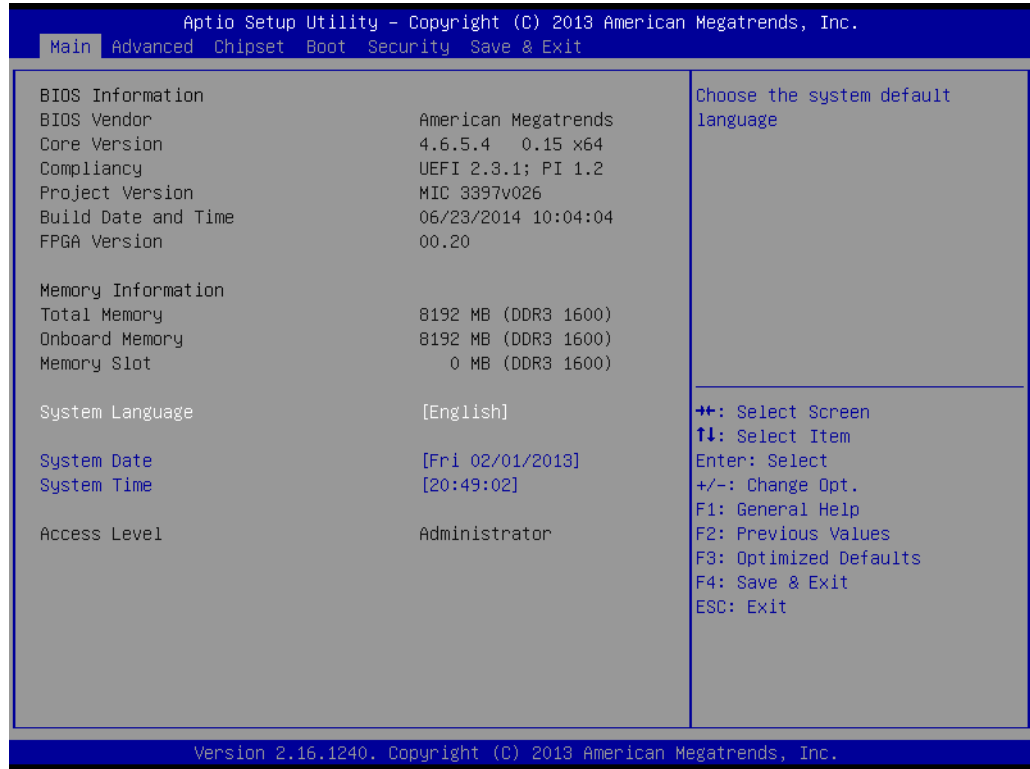 Aptio Setup Utility – Copyright (C) 2013 American Megatrends, Inc.
Main Advanced Chipset Boot Security Save & Exit
BIOS Information
BIOS Vendor American Megatrends
Core Version 4.6.5.4 0.15 x64
Compliancy UEFI 2.3.1; PI 1.2
Project Version MIC 3397v026
Build Date and Time 06/23/2014 10:04:04
FPGA Version 00.20
Memory Information
Total Memory 8192 MB (DDR3 1600)
Onboard Memory 8192 MB (DDR3 1600)
Memory Slot 0 MB (DDR3 1600)
System Language [English]
System Date [Fri 02/01/2013]
System Time [20:49:02]
Access Level Administrator
Choose the system default
language
→←: Select Screen
↑↓: Select Item
Enter: Select
+/-: Change Opt.
F1: General Help
F2: Previous Values
F3: Optimized Defaults
F4: Save & Exit
ESC: Exit
Version 2.16.1240. Copyright (C) 2013 American Megatrends, Inc.